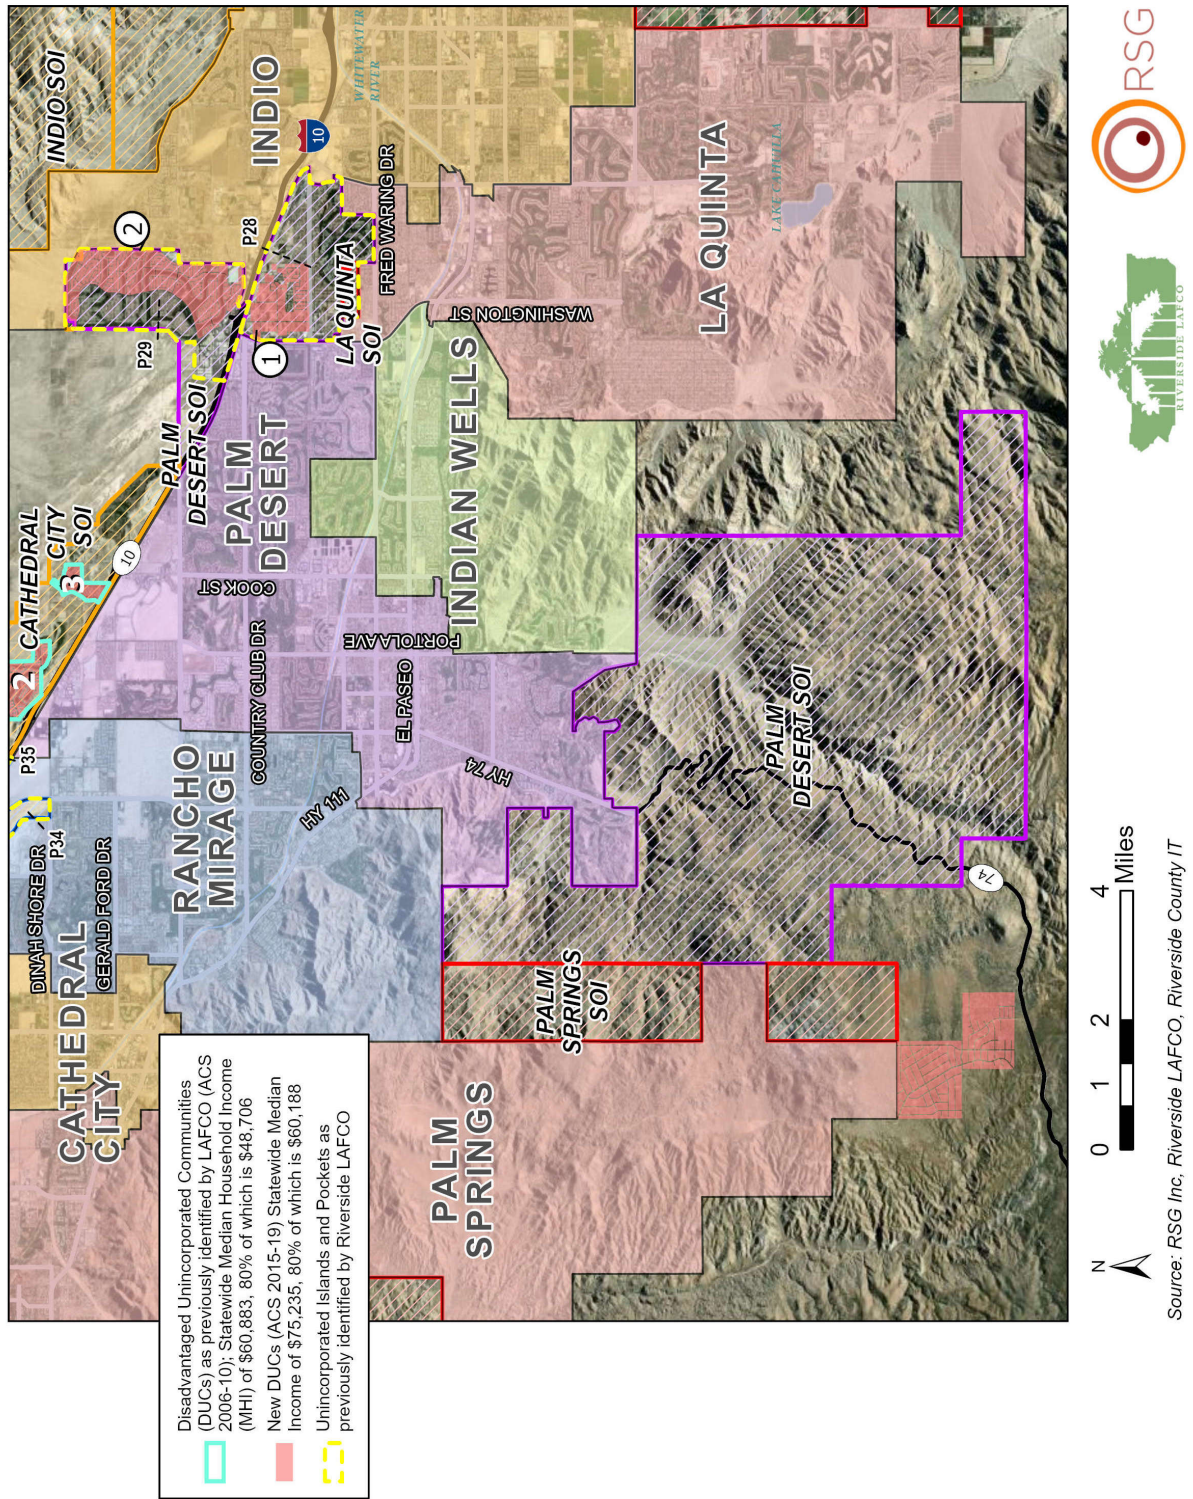 Disadvantaged Unincorporated Communities
(DUCs) as previously identified by LAFCO (ACS
2006-10); Statewide Median Household Income
(MHI) of $60,883, 80% of which is $48,706
New DUCs (ACS 2015-19) Statewide Median
Income of $75,235, 80% of which is $60,188
Unincorporated Islands and Pockets as
previously identified by Riverside LAFCO
CATHEDRAL
CITY
DINAH SHORE DR
GERALD FORD DR
P34
P35
RANCHO
MIRAGE
HY 111
COUNTRY CLUB DR
2
3
CATHEDRAL
CITY
SOI
10
COOK ST
PORTOLA AVE
EL PASEO
HY 74
PALM
DESERT
PALM
DESERT SOI
P29
2
1
P28
INDIO SOI
INDIO
10
WHITEWATER
RIVER
LA QUINTA
SOI
FRED WARING DR
WASHINGTON ST
INDIAN WELLS
LA QUINTA
LAKE CAHUILLA
PALM
SPRINGS
PALM
SPRINGS
SOI
PALM
DESERT SOI
74
N
0
1
2
4
Miles
Source: RSG Inc, Riverside LAFCO, Riverside County IT
RIVERSIDE LAFCO
RSG